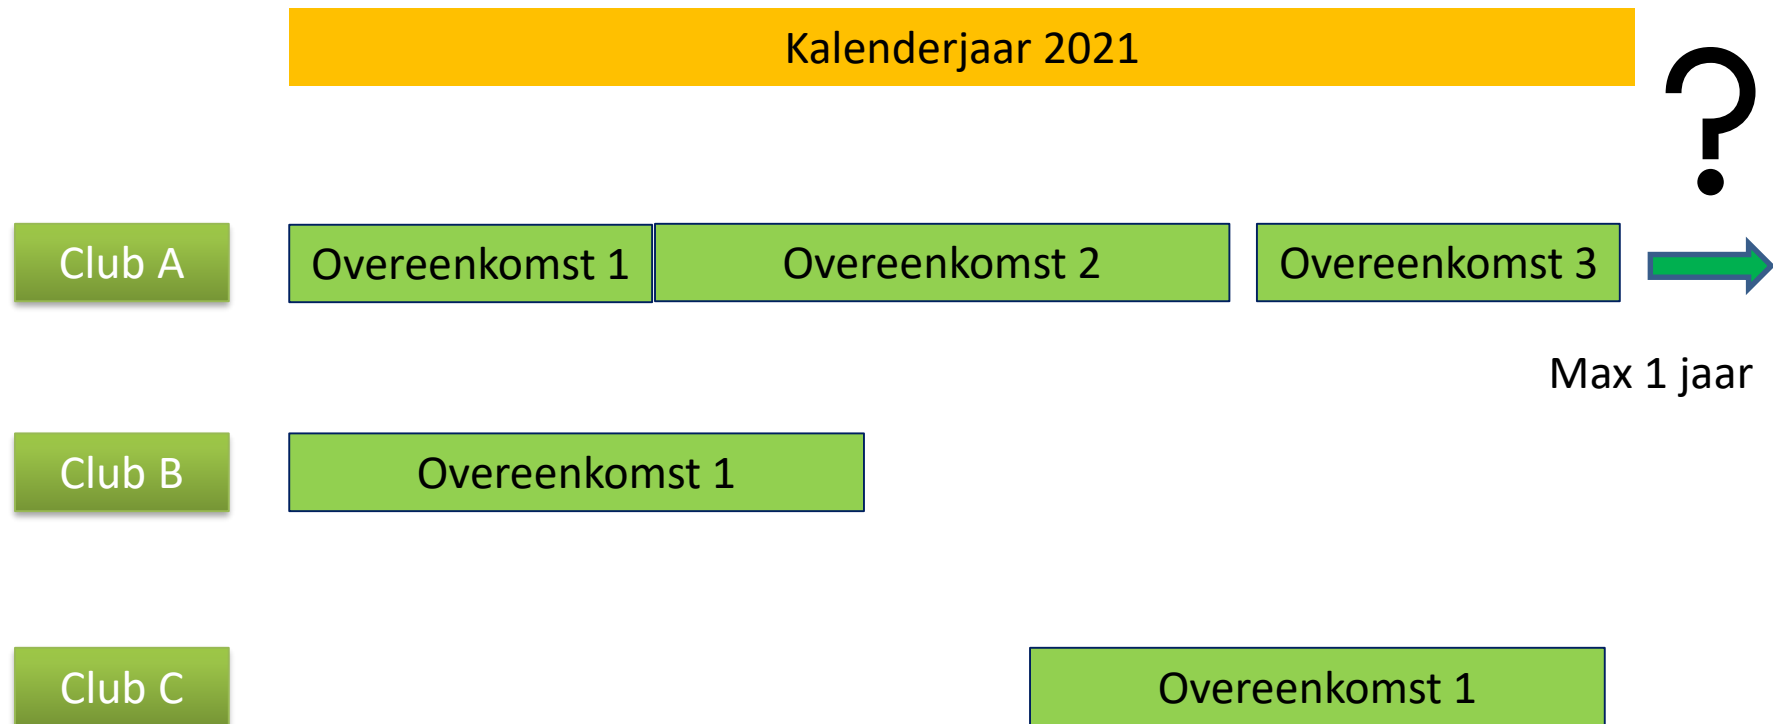 Kalenderjaar 2021
?
Club A
Overeenkomst 1
Overeenkomst 2
Overeenkomst 3
Max 1 jaar
Club B
Overeenkomst 1
Club C
Overeenkomst 1